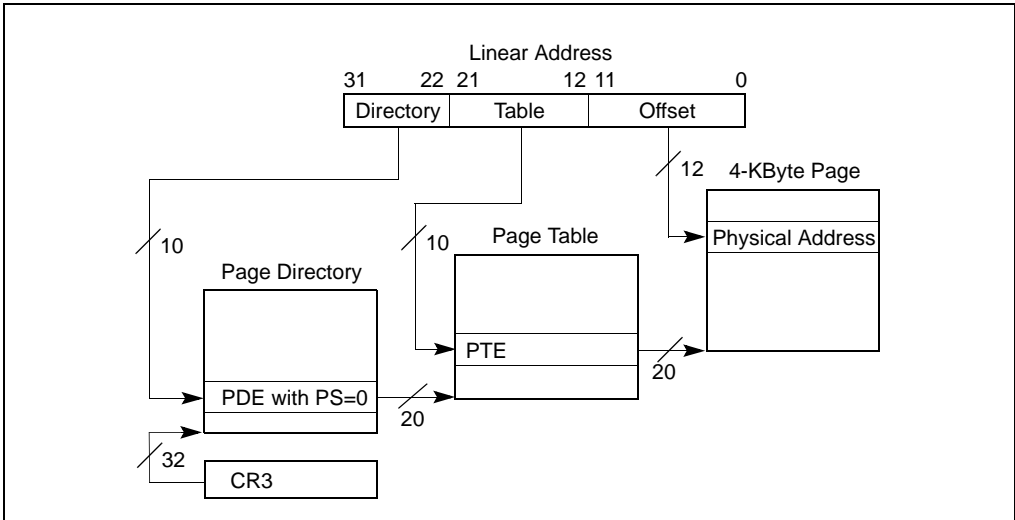 Linear Address
31 22 21 12 11 0
Directory Table Offset
12
4-KByte Page
Physical Address
10
10
Page Table
Page Directory
PTE
20
PDE with PS=0
20
32
CR3